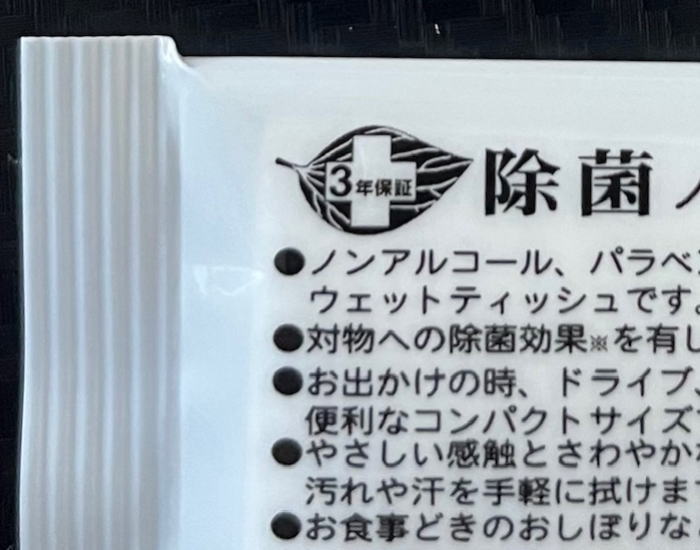 3年保証
除菌
●ノンアルコール、パラベ
ウェットティッシュです。
●対物への除菌効果※を有し
●お出かけの時、ドライブ、
便利なコンパクトサイズ
●やさしい感触とさわやか
汚れや汗を手軽に拭けま
●お食事どきのおしぼりな